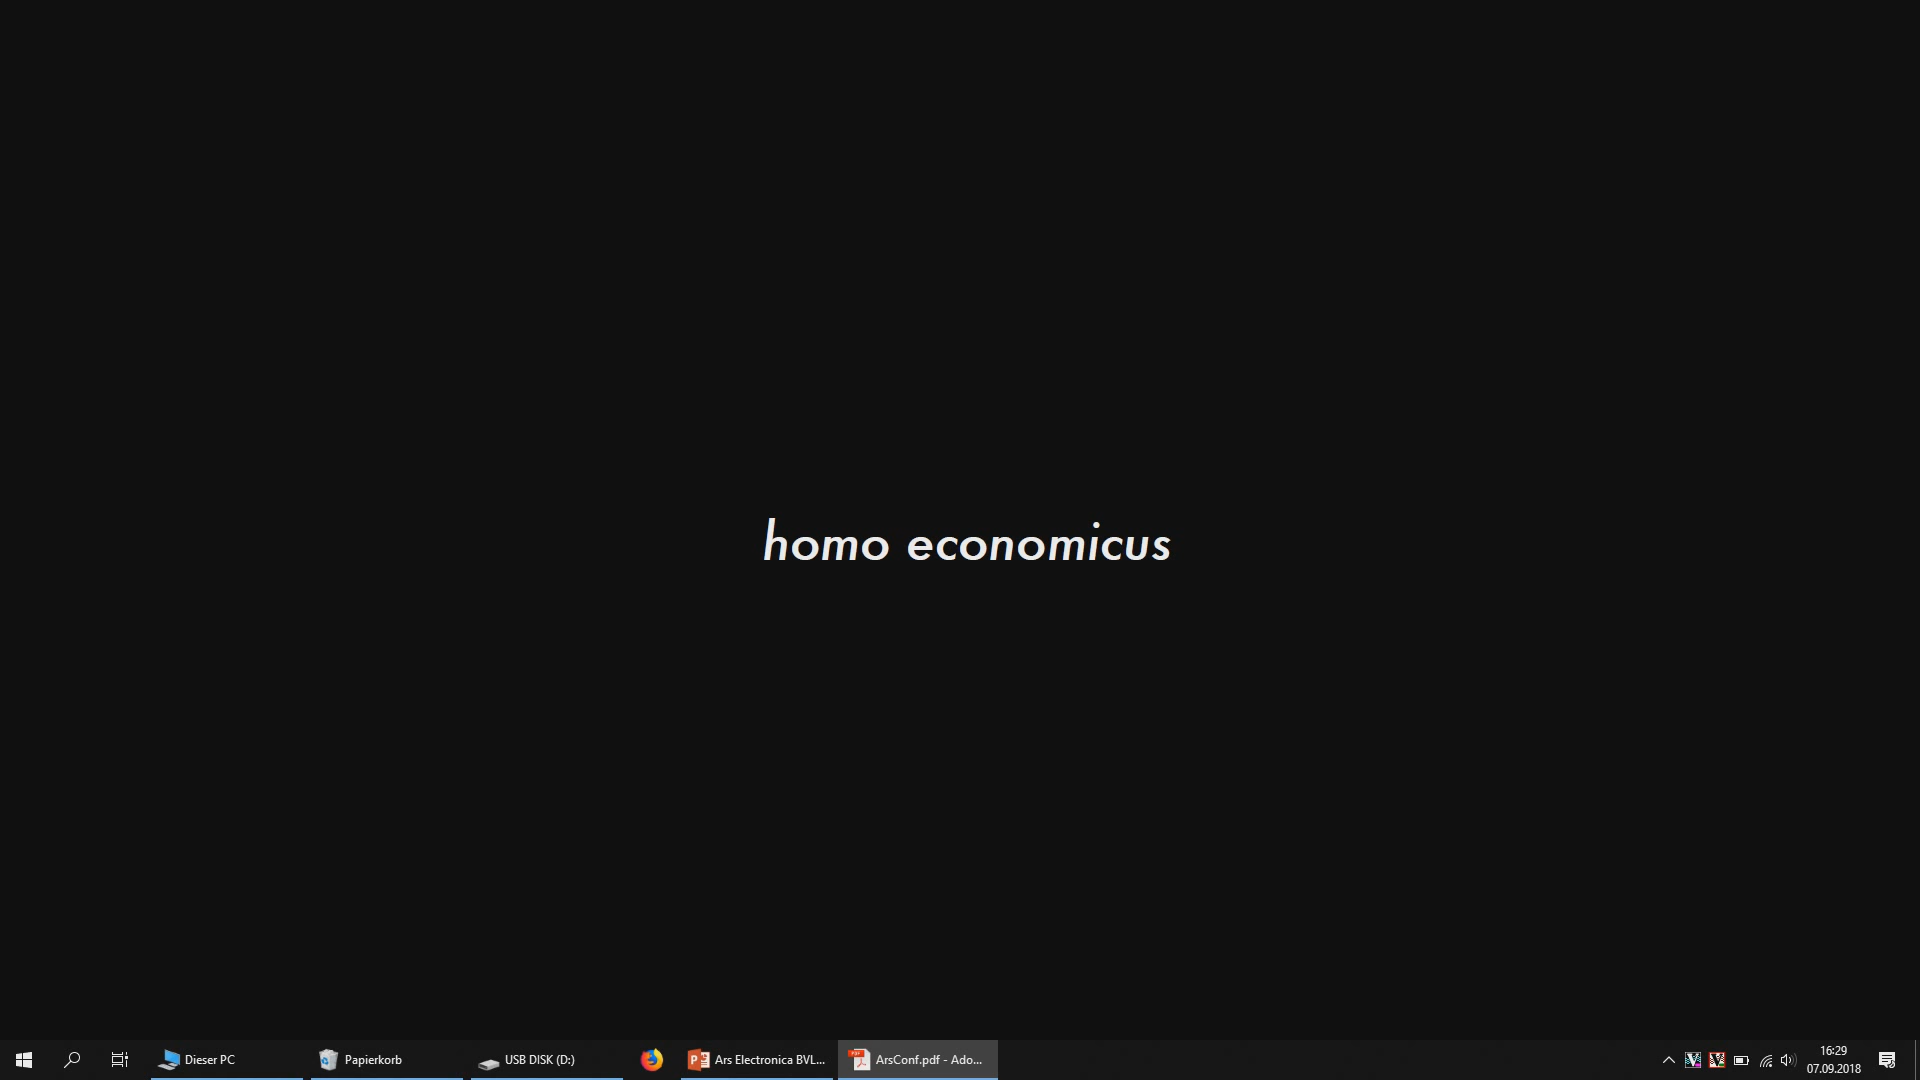 homo economicus
Dieser PC
Papierkorb
USB DISK (D:)
Ars Electronica BVL...
ArsConf.pdf - Ado...
16:29
07.09.2018